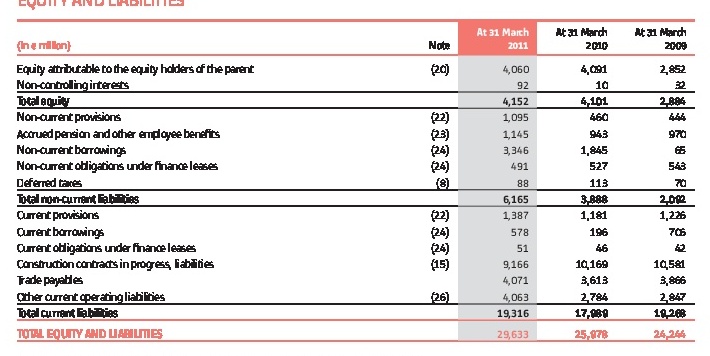 EQUITY AND LIABILITIES
At 31 March At 31 March At 31 March
(in € million) Note 2011 2010 2009
Equity attributable to the equity holders of the parent (20) 4,060 4,091 2,852
Non-controlling interests 92 10 32
Total equity 4,152 4,101 2,884
Non-current provisions (22) 1,095 460 444
Accrued pension and other employee benefits (23) 1,145 943 970
Non-current borrowings (24) 3,346 1,845 65
Non-current obligations under finance leases (24) 491 527 543
Deferred taxes (8) 88 113 70
Total non-current liabilities 6,165 3,888 2,092
Current provisions (22) 1,387 1,181 1,226
Current borrowings (24) 578 196 706
Current obligations under finance leases (24) 51 46 42
Construction contracts in progress, liabilities (15) 9,166 10,169 10,581
Trade payables 4,071 3,613 3,866
Other current operating liabilities (26) 4,063 2,784 2,847
Total current liabilities 19,316 17,989 19,268
TOTAL EQUITY AND LIABILITIES 29,633 25,978 24,244